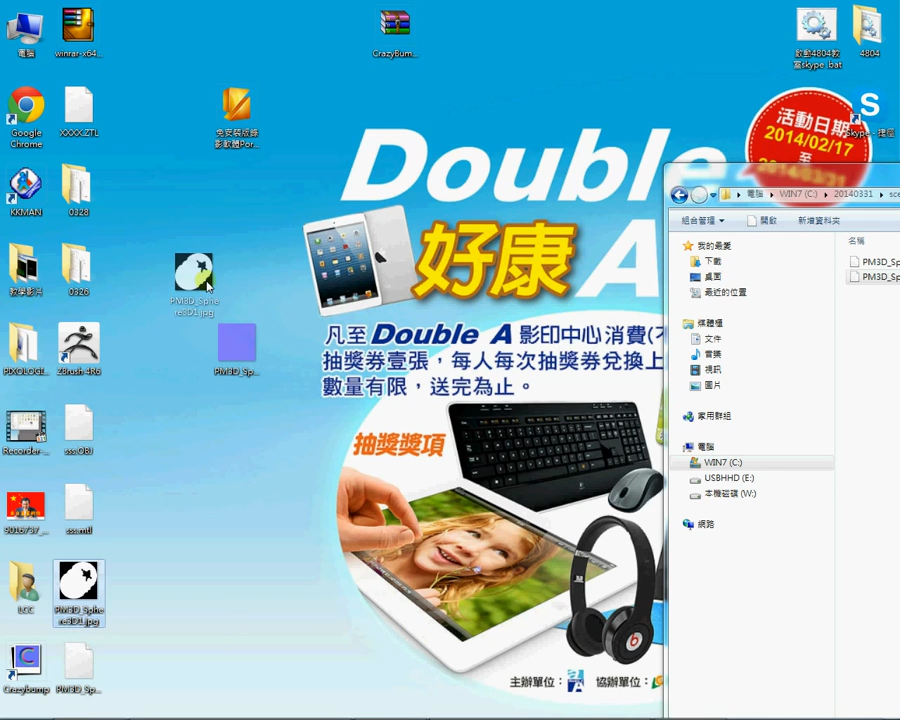 電腦
winrar-x64...
CrazyBum...
啟動4804教
室skype_bat
4804
Google
Chrome
XXXX.ZTL
免安裝版錄
影軟體Por...
S
Skype - 捷徑
KKMAN
0328
教學影片
0326
PM3D_Sphe
re3D1.jpg
PIXOLOGI...
ZBrush 4R6
PM3D_Sp...
Recorder-...
sss.OBJ
9016737_...
sss.mtl
LCC
PM3D_Sphe
re3D1.jpg
Crazybump
PM3D_Sp...
Double
好康 A
活動日期
2014/02/17
至
凡至Double A 影印中心消費(
抽獎券壹張，每人每次抽獎券兌換上
數量有限，送完為止。
抽獎獎項
主辦單位：
協辦單位：
電腦 WIN7 (C:) 20140331 sce
組合管理 開啟 新增資料夾
我的最愛
下載
桌面
最近的位置
媒體櫃
文件
音樂
視訊
圖片
家用群組
電腦
WIN7 (C:)
USBHHD (E:)
本機磁碟 (W:)
網路
名稱
PM3D_Sp
PM3D_Sp